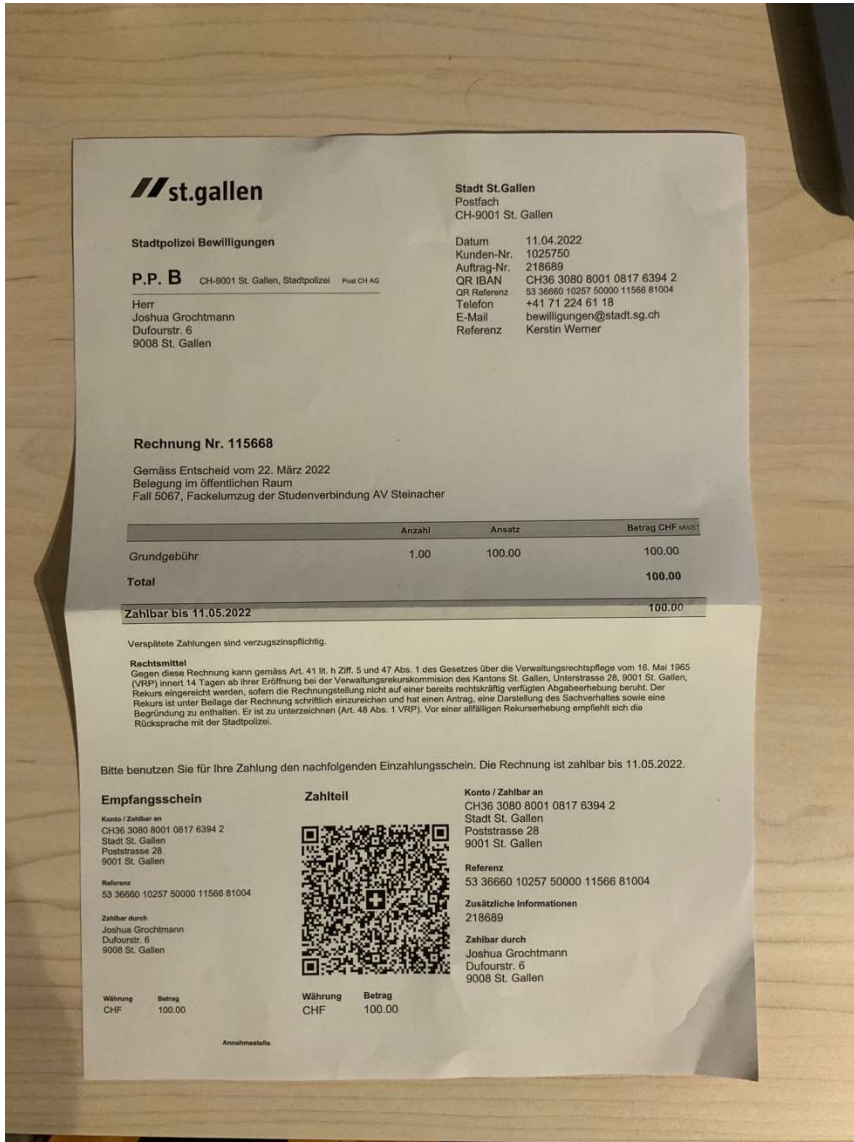 st.gallen
Stadtpolizei Bewilligungen
P.P. B CH-9001 St. Gallen, Stadtpolizei Post CH AG
Herr
Joshua Grochtmann
Dufourstr. 6
9008 St. Gallen
Stadt St.Gallen
Postfach
CH-9001 St. Gallen
Datum 11.04.2022
Kunden-Nr. 1025750
Auftrag-Nr. 218689
QR IBAN CH36 3080 8001 0817 6394 2
QR Referenz 53 36660 10257 50000 11566 81004
Telefon +41 71 224 61 18
E-Mail bewilligungen@stadt.sg.ch
Referenz Kerstin Werner
Rechnung Nr. 115668
Gemäss Entscheid vom 22. März 2022
Belegung im öffentlichen Raum
Fall 5067, Fackelumzug der Studenverbindung AV Steinacher
Anzahl Ansatz Betrag CHF MWST
Grundgebühr 1.00 100.00 100.00
Total 100.00
Zahlbar bis 11.05.2022 100.00
Verspätete Zahlungen sind verzugszinspflichtig.
Rechtsmittel
Gegen diese Rechnung kann gemäss Art. 41 lit. h Ziff. 5 und 47 Abs. 1 des Gesetzes über die Verwaltungsrechtspflege vom 16. Mai 1965
(VRP) innert 14 Tagen ab ihrer Eröffnung bei der Verwaltungsrekurskommision des Kantons St. Gallen, Unterstrasse 28, 9001 St. Gallen,
Rekurs eingereicht werden, sofern die Rechnungstellung nicht auf einer bereits rechtskräftig verfügten Abgabeerhebung beruht. Der
Rekurs ist unter Beilage der Rechnung schriftlich einzureichen und hat einen Antrag, eine Darstellung des Sachverhaltes sowie eine
Begründung zu enthalten. Er ist zu unterzeichnen (Art. 48 Abs. 1 VRP). Vor einer allfälligen Rekurserhebung empfiehlt sich die
Rücksprache mit der Stadtpolizei.
Bitte benutzen Sie für Ihre Zahlung den nachfolgenden Einzahlungsschein. Die Rechnung ist zahlbar bis 11.05.2022.
Empfangsschein
Konto / Zahlbar an
CH36 3080 8001 0817 6394 2
Stadt St. Gallen
Poststrasse 28
9001 St. Gallen
Referenz
53 36660 10257 50000 11566 81004
Zahlbar durch
Joshua Grochtmann
Dufourstr. 6
9008 St. Gallen
Währung Betrag
CHF 100.00
Annahmestelle
Zahlteil
Währung Betrag
CHF 100.00
Konto / Zahlbar an
CH36 3080 8001 0817 6394 2
Stadt St. Gallen
Poststrasse 28
9001 St. Gallen
Referenz
53 36660 10257 50000 11566 81004
Zusätzliche Informationen
218689
Zahlbar durch
Joshua Grochtmann
Dufourstr. 6
9008 St. Gallen